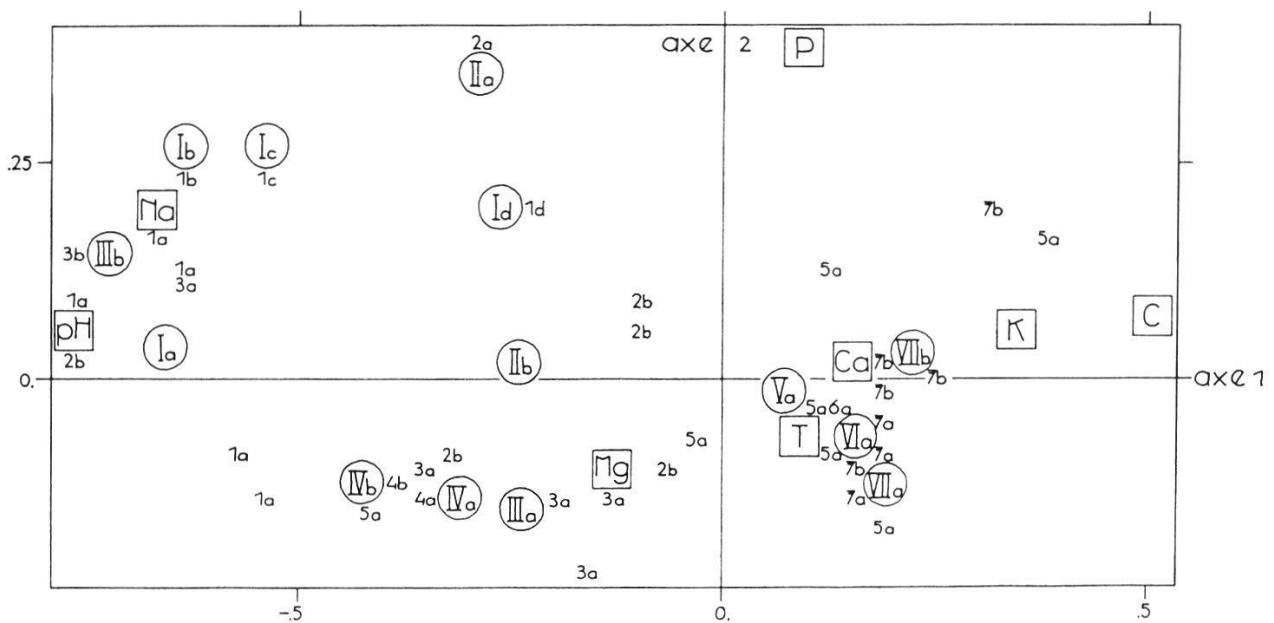 2a
axe 2 P
IIa
Ib Ic
.25
1b 1c
Na Id 1d 7b
1a 5a
3b IIIb
1a 5a
3a
1a 2b
pH K C
2b
Ia
2b IIb Ca 7b VIIb
0. 7b axe 1
Va 7b
5a 6a
7a
5a T VIa
1a 2b 5a 7a
3a Mg 2b 7b
IVb 4b VIIa
1a 4a IVa 3a 3a 7a
5a IIIa
5a
3a
-.5 0. .5